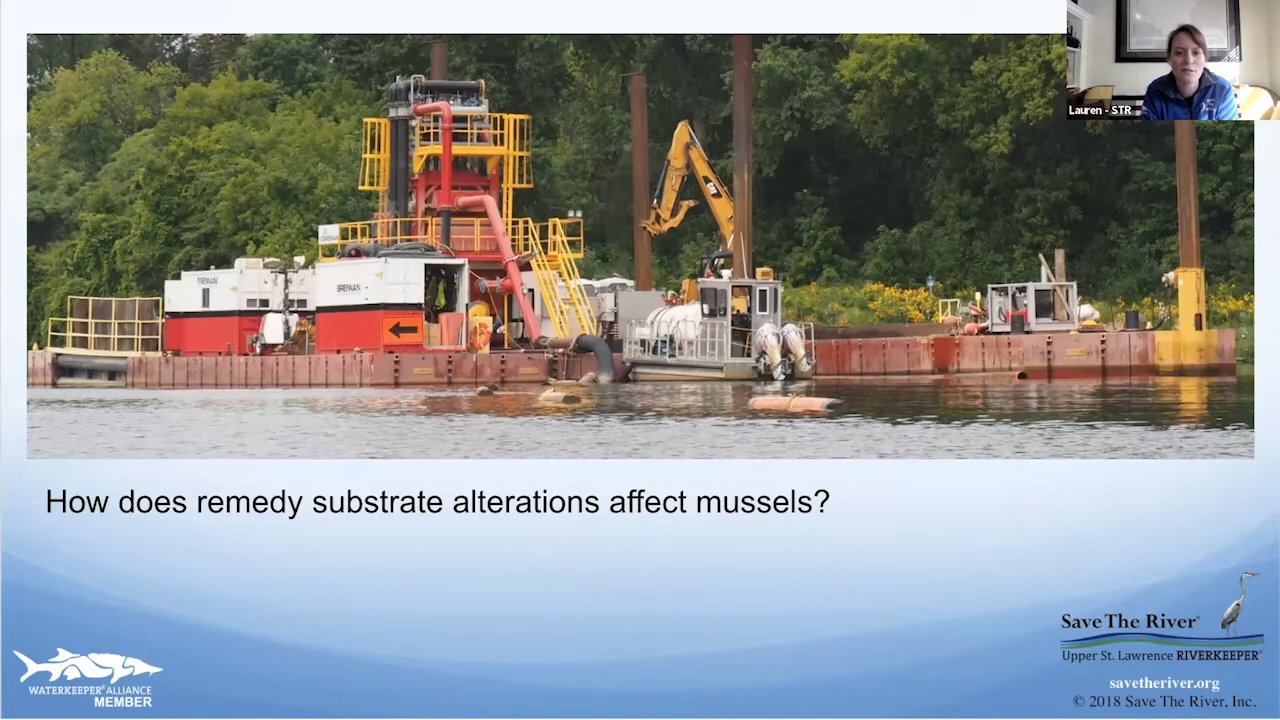 Lauren - STR
BRENNAN
BRENNAN
CAT
How does remedy substrate alterations affect mussels?
Save The River®
Upper St. Lawrence RIVERKEEPER®
savetheriver.org
© 2018 Save The River, Inc.
WATERKEEPER® ALLIANCE
MEMBER